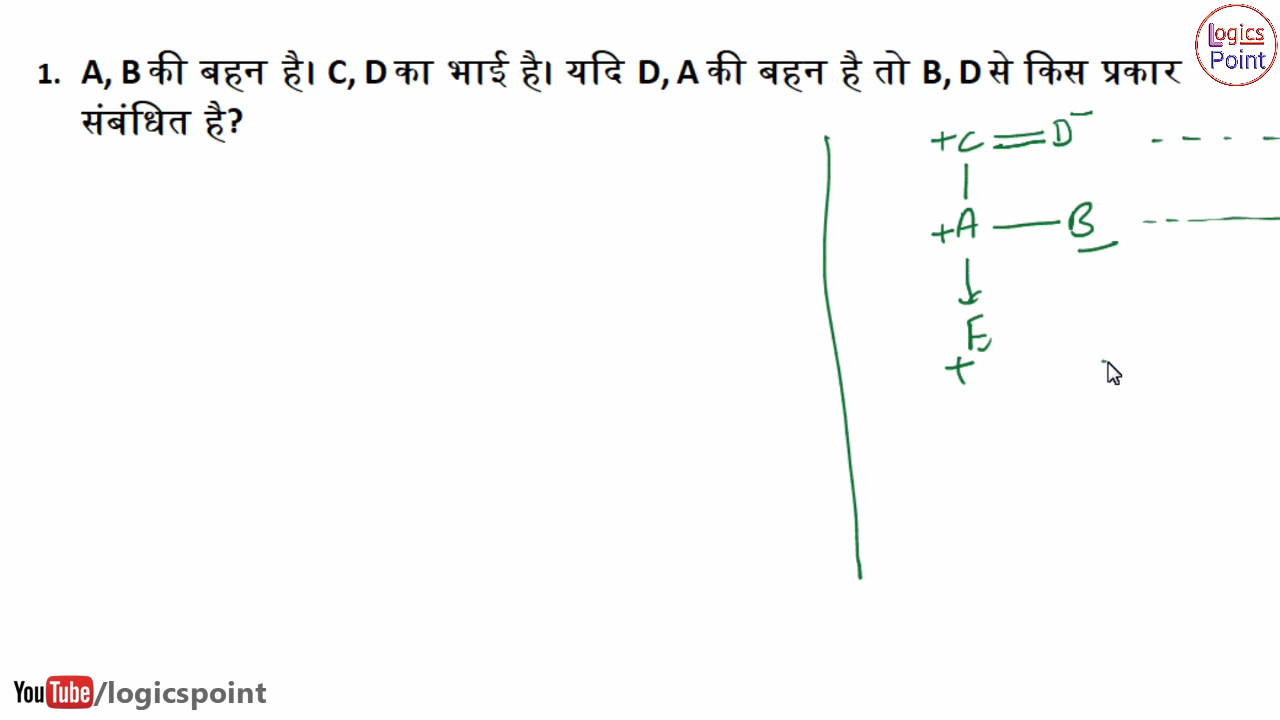 Logics
Point
1. A, B की बहन है। C, D का भाई है। यदि D, A की बहन है तो B, D से किस प्रकार
संबंधित है?
+C = D -
+A — B
E
+
YouTube/logicspoint